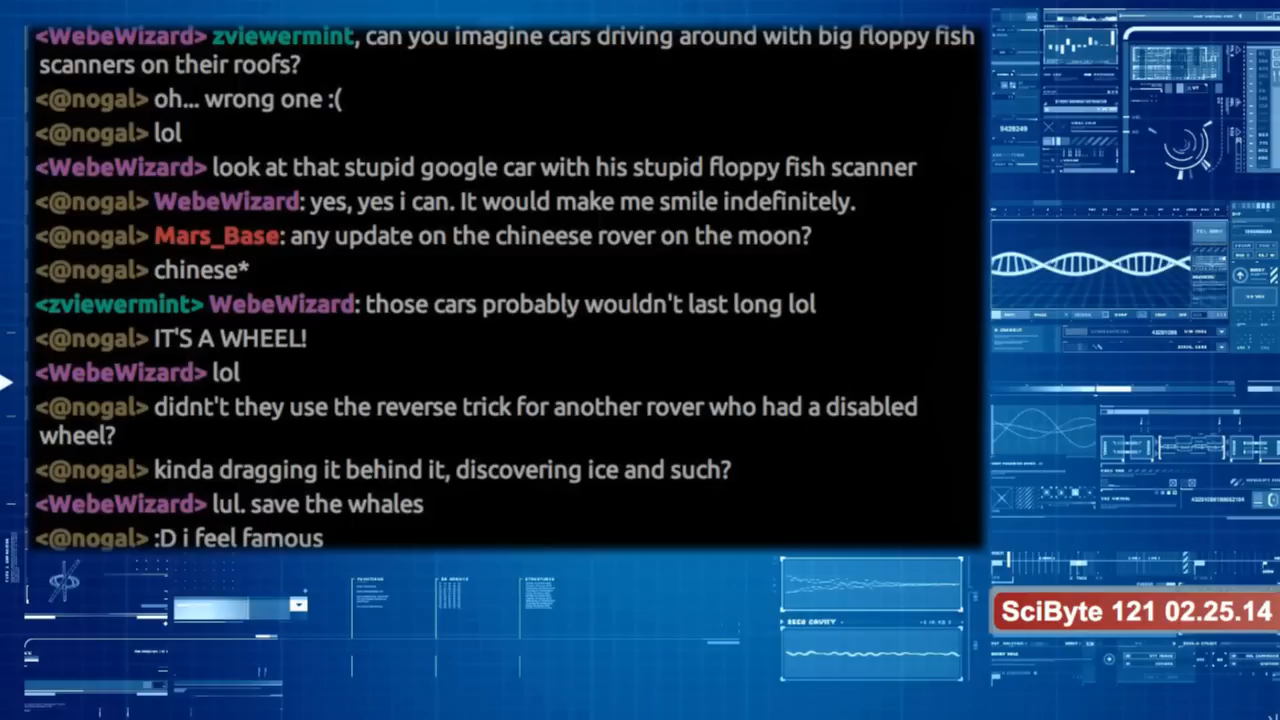 <WebeWizard> zviewermint, can you imagine cars driving around with big floppy fish
scanners on their roofs?
<@nogal> oh... wrong one :(
<@nogal> lol
<WebeWizard> look at that stupid google car with his stupid floppy fish scanner
<@nogal> WebeWizard: yes, yes i can. It would make me smile indefinitely.
<@nogal> Mars_Base: any update on the chineese rover on the moon?
<@nogal> chinese*
<zviewermint> WebeWizard: those cars probably wouldn't last long lol
<@nogal> IT'S A WHEEL!
<WebeWizard> lol
<@nogal> didnt't they use the reverse trick for another rover who had a disabled
wheel?
<@nogal> kinda dragging it behind it, discovering ice and such?
<WebeWizard> lul. save the whales
<@nogal> :D i feel famous
SciByte 121 02.25.14